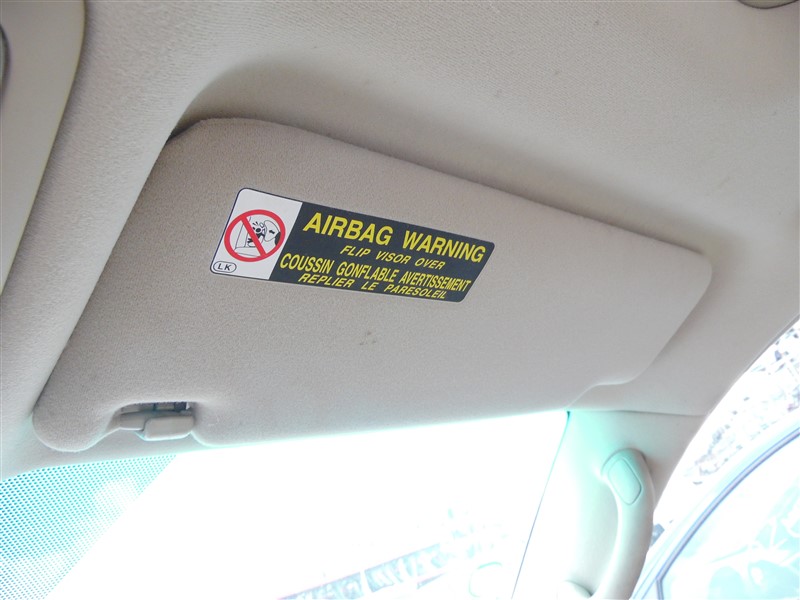 AIRBAG WARNING
FLIP VISOR OVER
COUSSIN GONFLABLE AVERTISSEMENT
REPLIER LE PARESOLEIL
LK